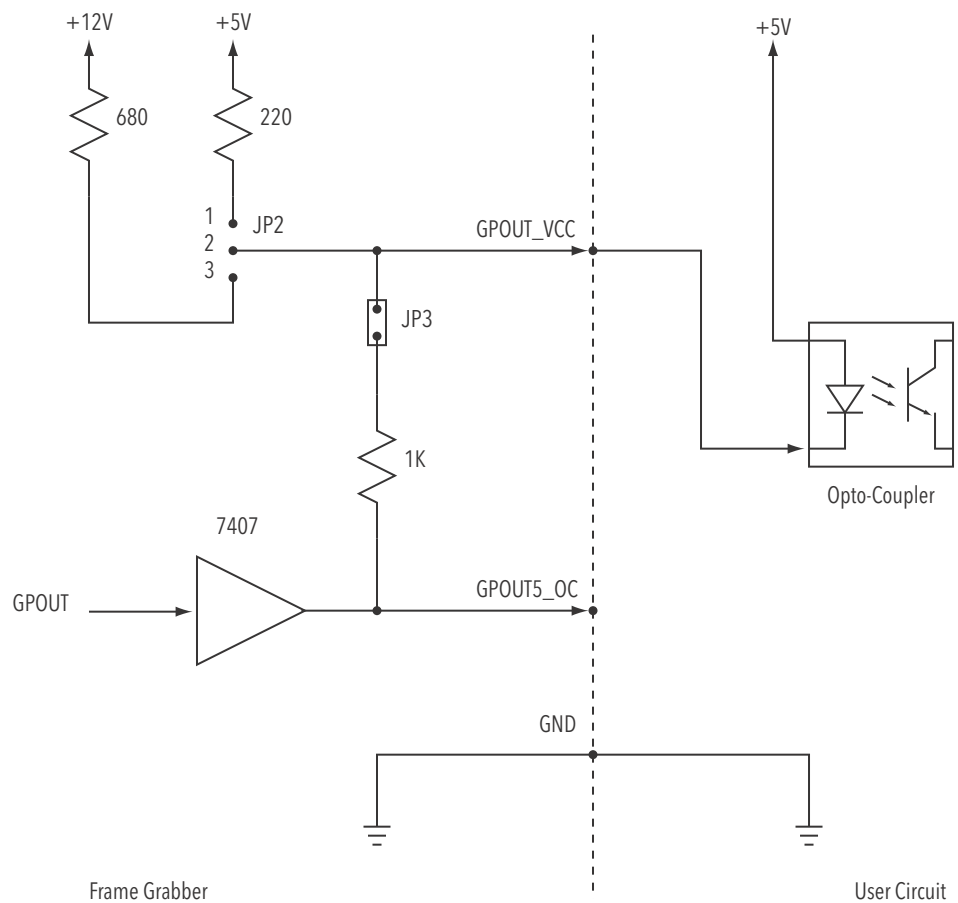 +12V
+5V
+5V
680
220
1
JP2
2
3
GPOUT_VCC
JP3
1K
Opto-Coupler
7407
GPOUT
GPOUT5_OC
GND
Frame Grabber
User Circuit